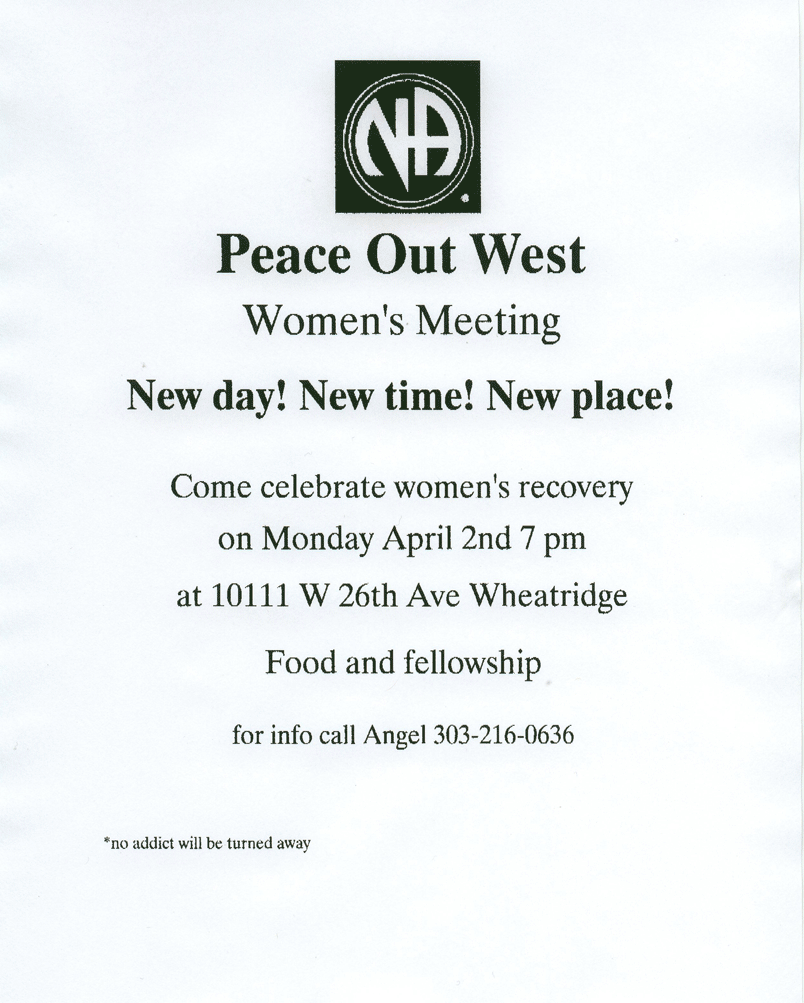 NA
Peace Out West
Women's Meeting
New day! New time! New place!
Come celebrate women's recovery
on Monday April 2nd 7 pm
at 10111 W 26th Ave Wheatridge
Food and fellowship
for info call Angel 303-216-0636
*no addict will be turned away